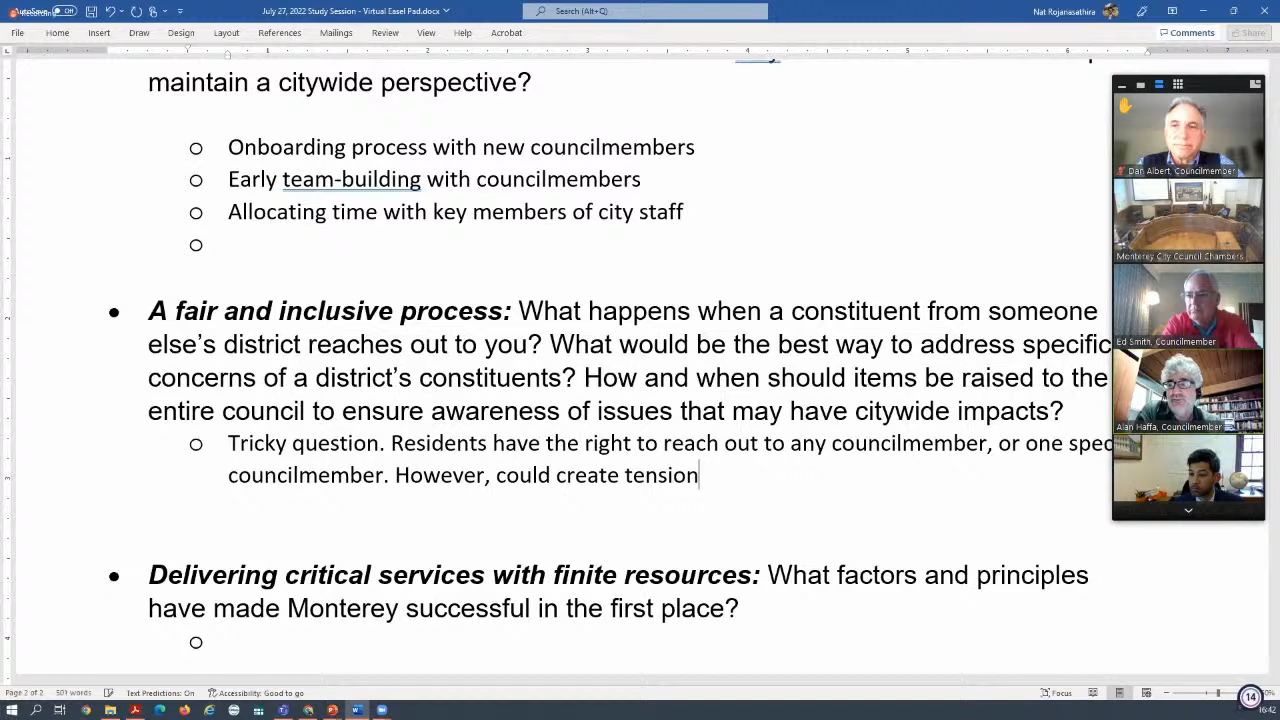 AutoSave Off
July 27, 2022 Study Session - Virtual Easel Pad.docx
Search (Alt+Q)
Nat Rojanasathira
File Home Insert Draw Design Layout References Mailings Review View Help Acrobat
Comments Share
maintain a citywide perspective?
o Onboarding process with new councilmembers
o Early team-building with councilmembers
o Allocating time with key members of city staff
o
• A fair and inclusive process: What happens when a constituent from someone
else's district reaches out to you? What would be the best way to address specific
concerns of a district's constituents? How and when should items be raised to the
entire council to ensure awareness of issues that may have citywide impacts?
o Tricky question. Residents have the right to reach out to any councilmember, or one spec
councilmember. However, could create tension
• Delivering critical services with finite resources: What factors and principles
have made Monterey successful in the first place?
o
Dan Albert, Councilmember
Monterey City Council Chambers
Ed Smith, Councilmember
Alan Haffa, Councilmember
Page 2 of 2 501 words Text Predictions: On Accessibility: Good to go
Focus
14
16:42